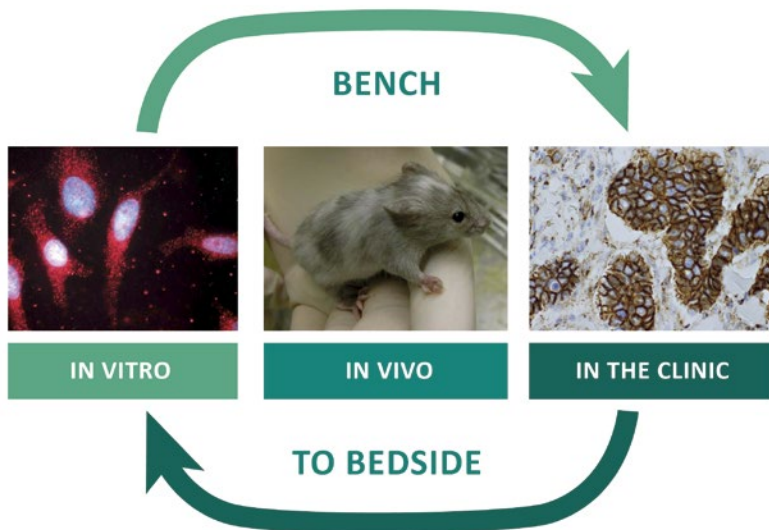 BENCH
IN VITRO
IN VIVO
IN THE CLINIC
TO BEDSIDE